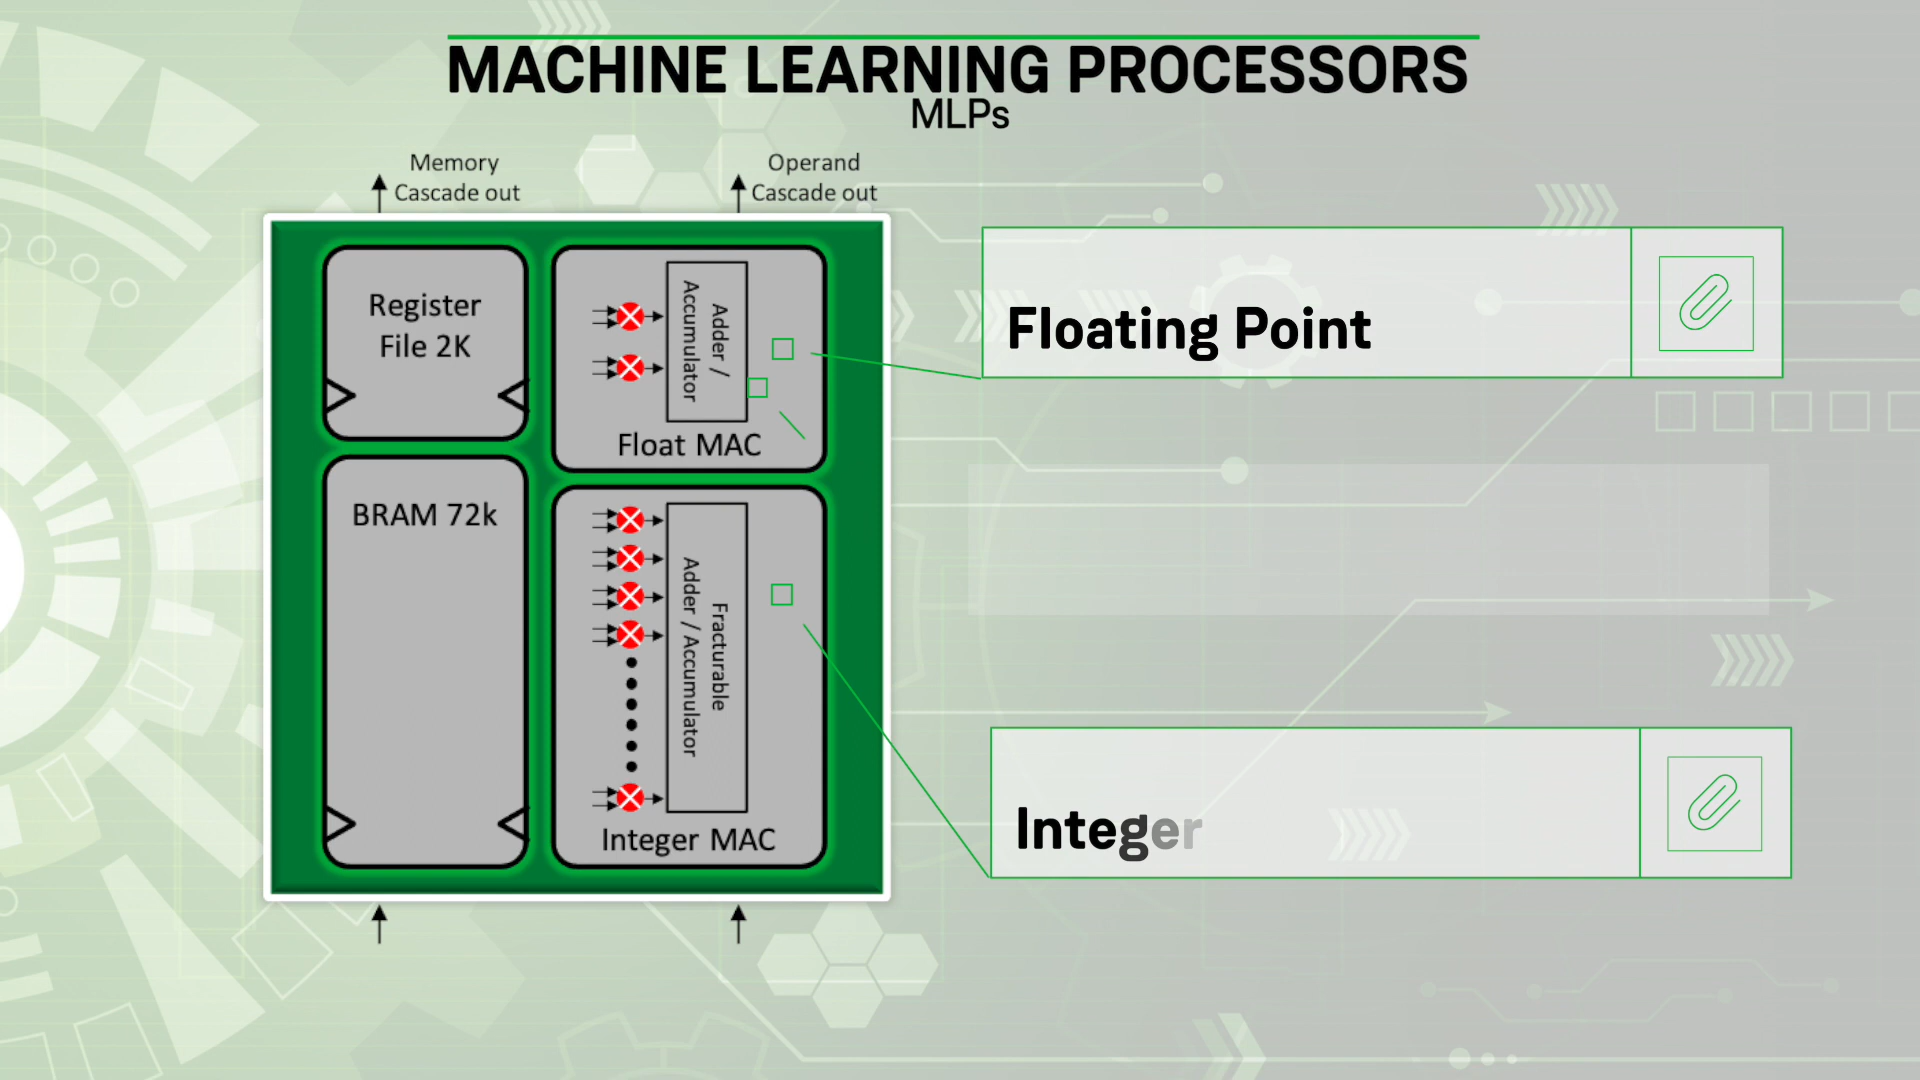 MACHINE LEARNING PROCESSORS
MLPs
Memory
Cascade out
Operand
Cascade out
Register
File 2K
Adder /
Accumulator
Float MAC
BRAM 72k
Fracturable
Adder / Accumulator
Integer MAC
Floating Point
Integer